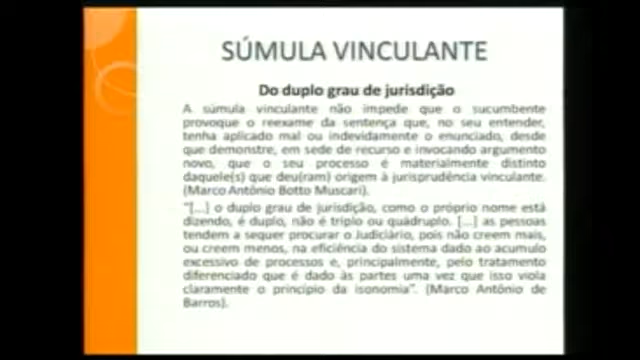 SÚMULA VINCULANTE
Do duplo grau de jurisdição
A súmula vinculante não impede que o sucumbente
provoque o reexame da sentença que, no seu entender,
tenha aplicado mal ou indevidamente o enunciado, desde
que demonstre, em sede de recurso e invocando argumento
novo, que o seu processo é materialmente distinto
daquele(s) que deu(ram) origem à jurisprudência vinculante.
(Marco Antônio Botto Muscari).
"[...] o duplo grau de jurisdição, como o próprio nome está
dizendo, é duplo, não é triplo ou quádruplo. [...] as pessoas
tendem a sequer procurar o Judiciário, pois não creem mais,
ou creem menos, na eficiência do sistema dado ao acumulo
excessivo de processos e, principalmente, pelo tratamento
diferenciado que é dado às partes uma vez que isso viola
claramente o princípio da isonomia". (Marco Antônio de
Barros).